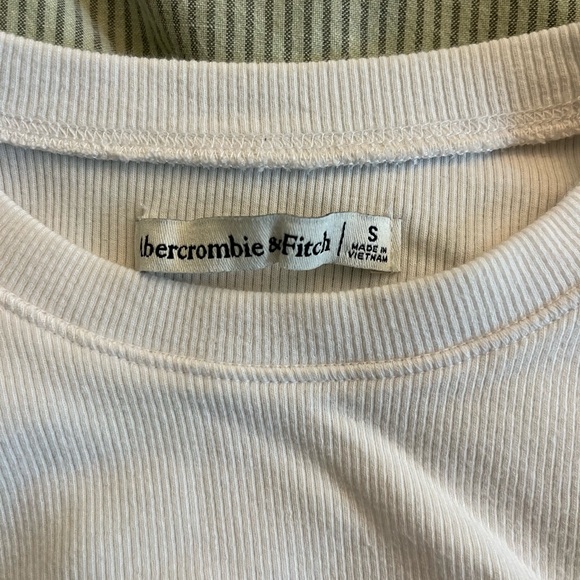 Abercrombie & Fitch
S
MADE IN
VIETNAM